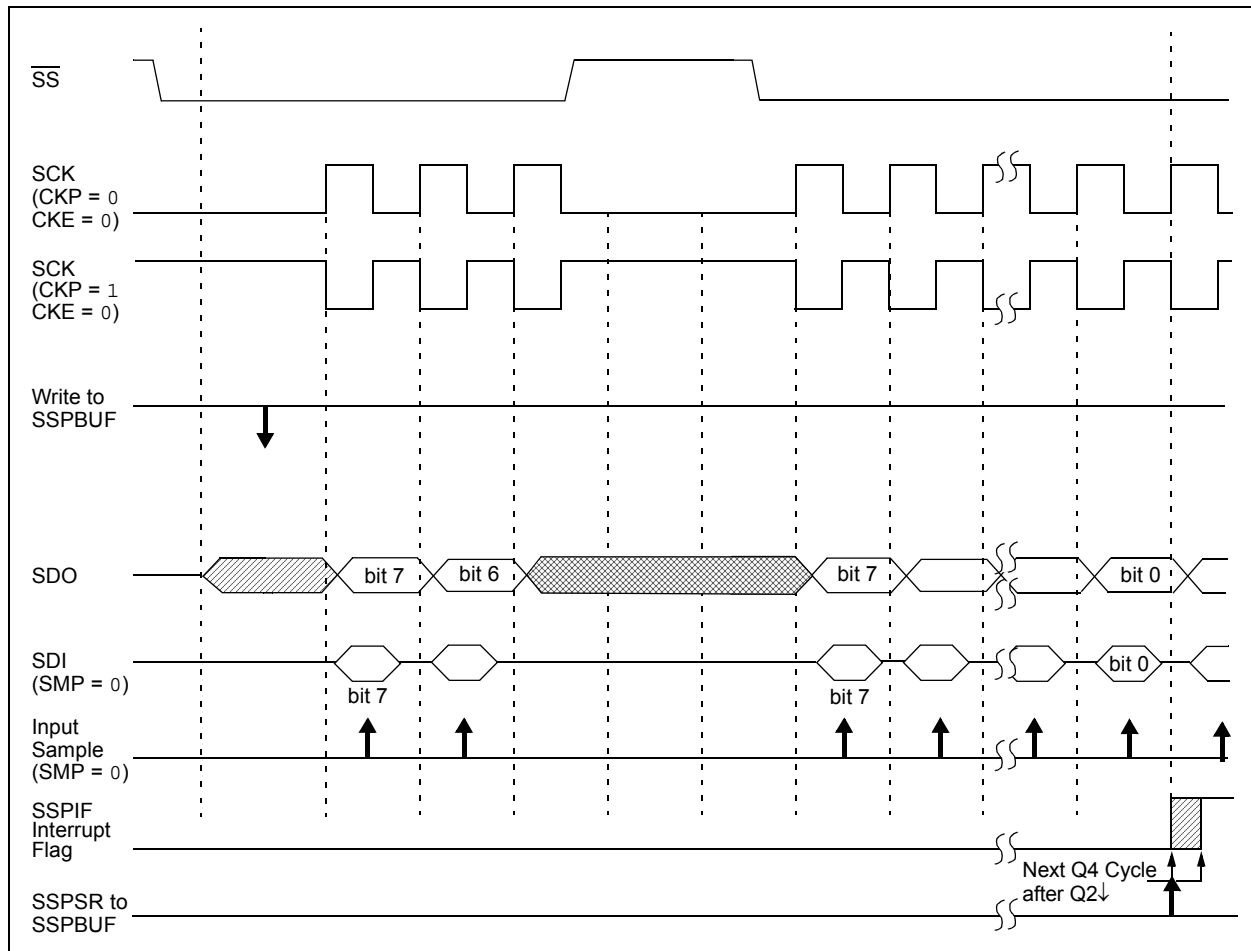 SS
SCK
(CKP = 0
CKE = 0)
SCK
(CKP = 1
CKE = 0)
Write to
SSPBUF
SDO
bit 7
bit 6
bit 7
bit 0
SDI
(SMP = 0)
bit 7
bit 7
bit 0
Input
Sample
(SMP = 0)
SSPIF
Interrupt
Flag
Next Q4 Cycle
after Q2↓
SSPSR to
SSPBUF